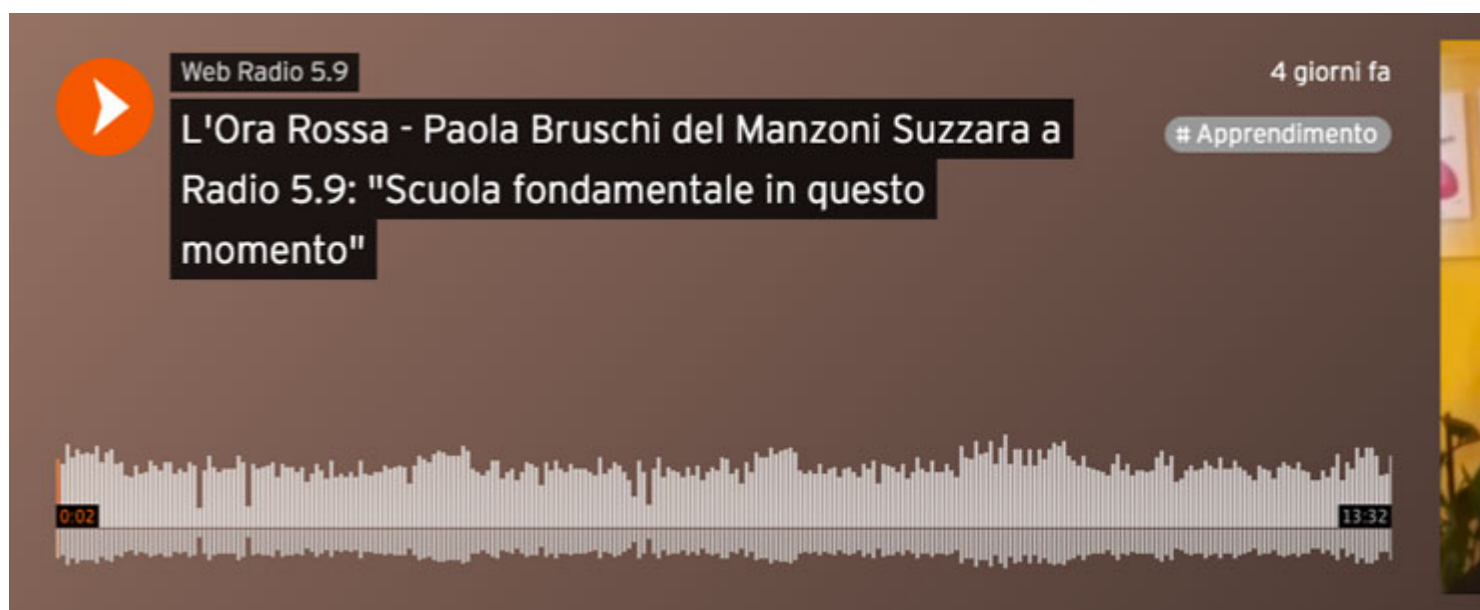 Web Radio 5.9
4 giorni fa
L'Ora Rossa - Paola Bruschi del Manzoni Suzzara a
# Apprendimento
Radio 5.9: "Scuola fondamentale in questo
momento"
0:02
13:32